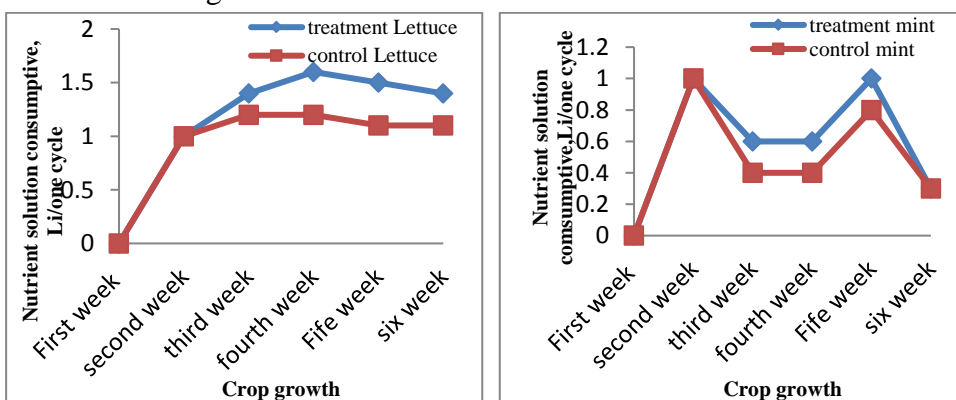 treatment Lettuce
control Lettuce
Nutrient solution consumptive,
Li/one cycle
2
1.5
1
0.5
0
First week
second week
third week
fourth week
Fife week
six week
Crop growth
treatment mint
control mint
Nutrient solution
comsumptive,Li/one cycle
1.2
1
0.8
0.6
0.4
0.2
0
First week
second week
third week
fourth week
Fife week
six week
Crop growth